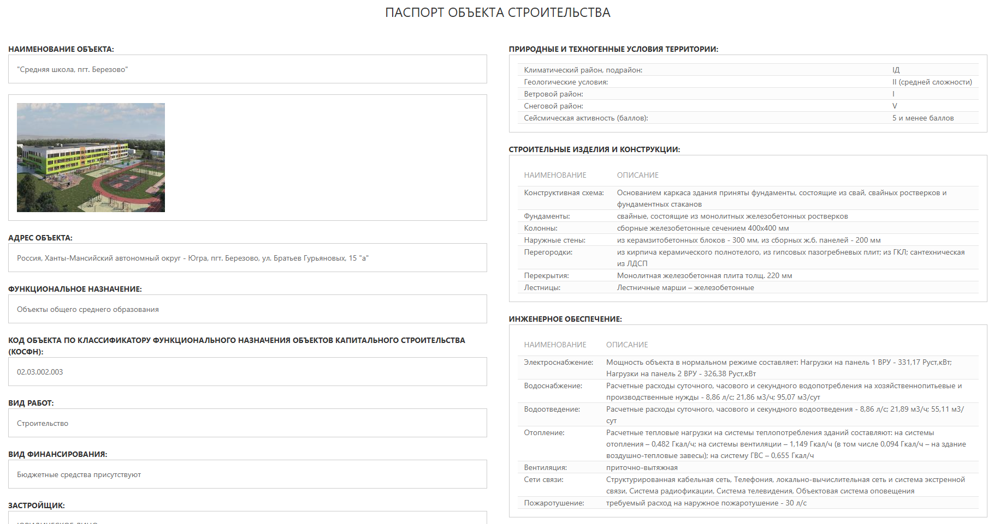 ПАСПОРТ ОБЪЕКТА СТРОИТЕЛЬСТВА
НАИМЕНОВАНИЕ ОБЪЕКТА:
"Средняя школа, пгт. Березово"
АДРЕС ОБЪЕКТА:
Россия, Ханты-Мансийский автономный округ - Югра, пгт. Березово, ул. Братьев Гурьяновых, 15 "а"
ФУНКЦИОНАЛЬНОЕ НАЗНАЧЕНИЕ:
Объекты общего среднего образования
КОД ОБЪЕКТА ПО КЛАССИФИКАТОРУ ФУНКЦИОНАЛЬНОГО НАЗНАЧЕНИЯ ОБЪЕКТОВ КАПИТАЛЬНОГО СТРОИТЕЛЬСТВА
(КОСФН):
02.03.002.003
ВИД РАБОТ:
Строительство
ВИД ФИНАНСИРОВАНИЯ:
Бюджетные средства присутствуют
ЗАСТРОЙЩИК:
ЮРИДИЧЕСКОЕ ЛИЦО
ПРИРОДНЫЕ И ТЕХНОГЕННЫЕ УСЛОВИЯ ТЕРРИТОРИИ:
Климатический район, подрайон: IД
Геологические условия: II (средней сложности)
Ветровой район: I
Снеговой район: V
Сейсмическая активность (баллов): 5 и менее баллов
СТРОИТЕЛЬНЫЕ ИЗДЕЛИЯ И КОНСТРУКЦИИ:
НАИМЕНОВАНИЕ ОПИСАНИЕ
Конструктивная схема: Основанием каркаса здания приняты фундаменты, состоящие из свай, свайных ростверков и
фундаментных стаканов
Фундаменты: свайные, состоящие из монолитных железобетонных ростверков
Колонны: сборные железобетонные сечением 400х400 мм
Наружные стены: из керамзитобетонных блоков - 300 мм, из сборных ж.б. панелей - 200 мм
Перегородки: из кирпича керамического полнотелого, из гипсовых пазогребневых плит; из ГКЛ; сантехническая
из ЛДСП
Перекрытия: Монолитная железобетонная плита толщ. 220 мм
Лестницы: Лестничные марши – железобетонные
ИНЖЕНЕРНОЕ ОБЕСПЕЧЕНИЕ:
НАИМЕНОВАНИЕ ОПИСАНИЕ
Электроснабжение: Мощность объекта в нормальном режиме составляет: Нагрузки на панель 1 ВРУ - 331,17 Руст,кВт;
Нагрузки на панель 2 ВРУ - 326,38 Руст,кВт
Водоснабжение: Расчетные расходы суточного, часового и секундного водопотребления на хозяйственнопитьевые и
производственные нужды - 8,86 л/с; 21,86 м3/ч; 95,07 м3/сут
Водоотведение: Расчетные расходы суточного, часового и секундного водоотведения - 8,86 л/с; 21,89 м3/ч; 55,11 м3/
сут
Отопление: Расчетные тепловые нагрузки на системы теплопотребления зданий составляют: на системы
отопления – 0,482 Гкал/ч; на системы вентиляции – 1,149 Гкал/ч (в том числе 0,094 Гкал/ч – на здание
воздушно-тепловые завесы); на систему ГВС – 0,655 Гкал/ч
Вентиляция: приточно-вытяжная
Сети связи: Структурированная кабельная сеть, Телефония, локально-вычислительная сеть и система экстренной
связи, Система радиофикации, Система телевидения, Объектовая система оповещения
Пожаротушение: требуемый расход на наружное пожаротушение - 30 л/с